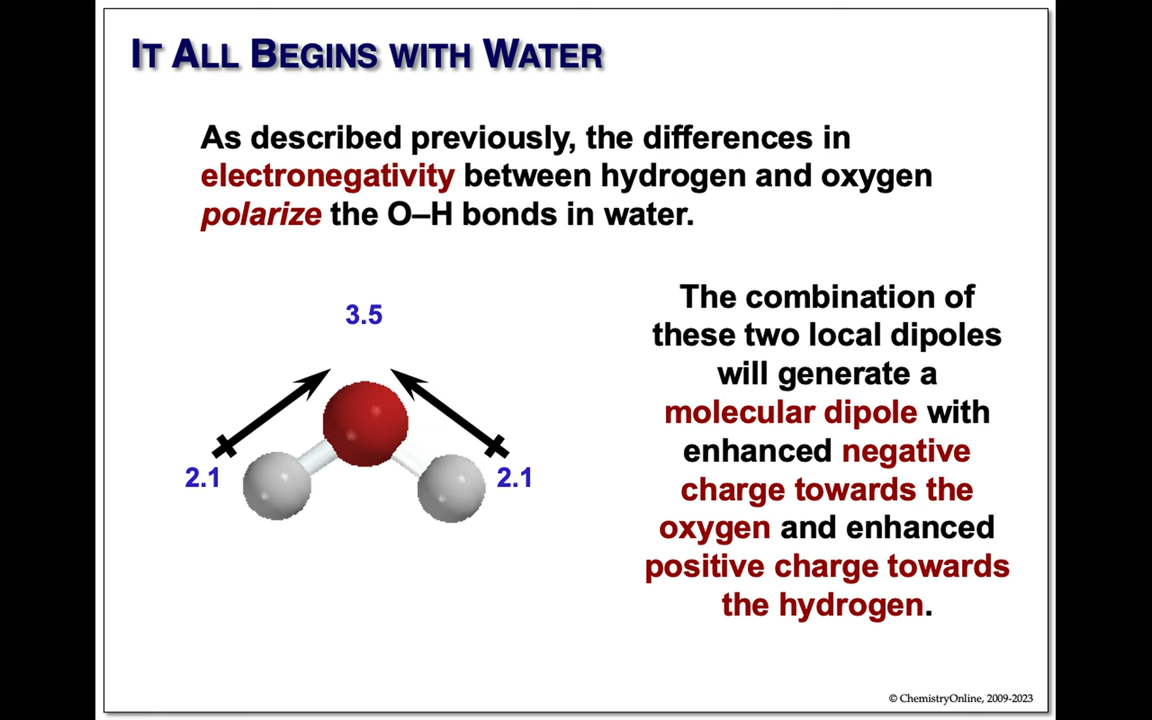 IT ALL BEGINS WITH WATER
As described previously, the differences in
electronegativity between hydrogen and oxygen
polarize the O–H bonds in water.
3.5
2.1
2.1
The combination of
these two local dipoles
will generate a
molecular dipole with
enhanced negative
charge towards the
oxygen and enhanced
positive charge towards
the hydrogen.
© ChemistryOnline, 2009-2023